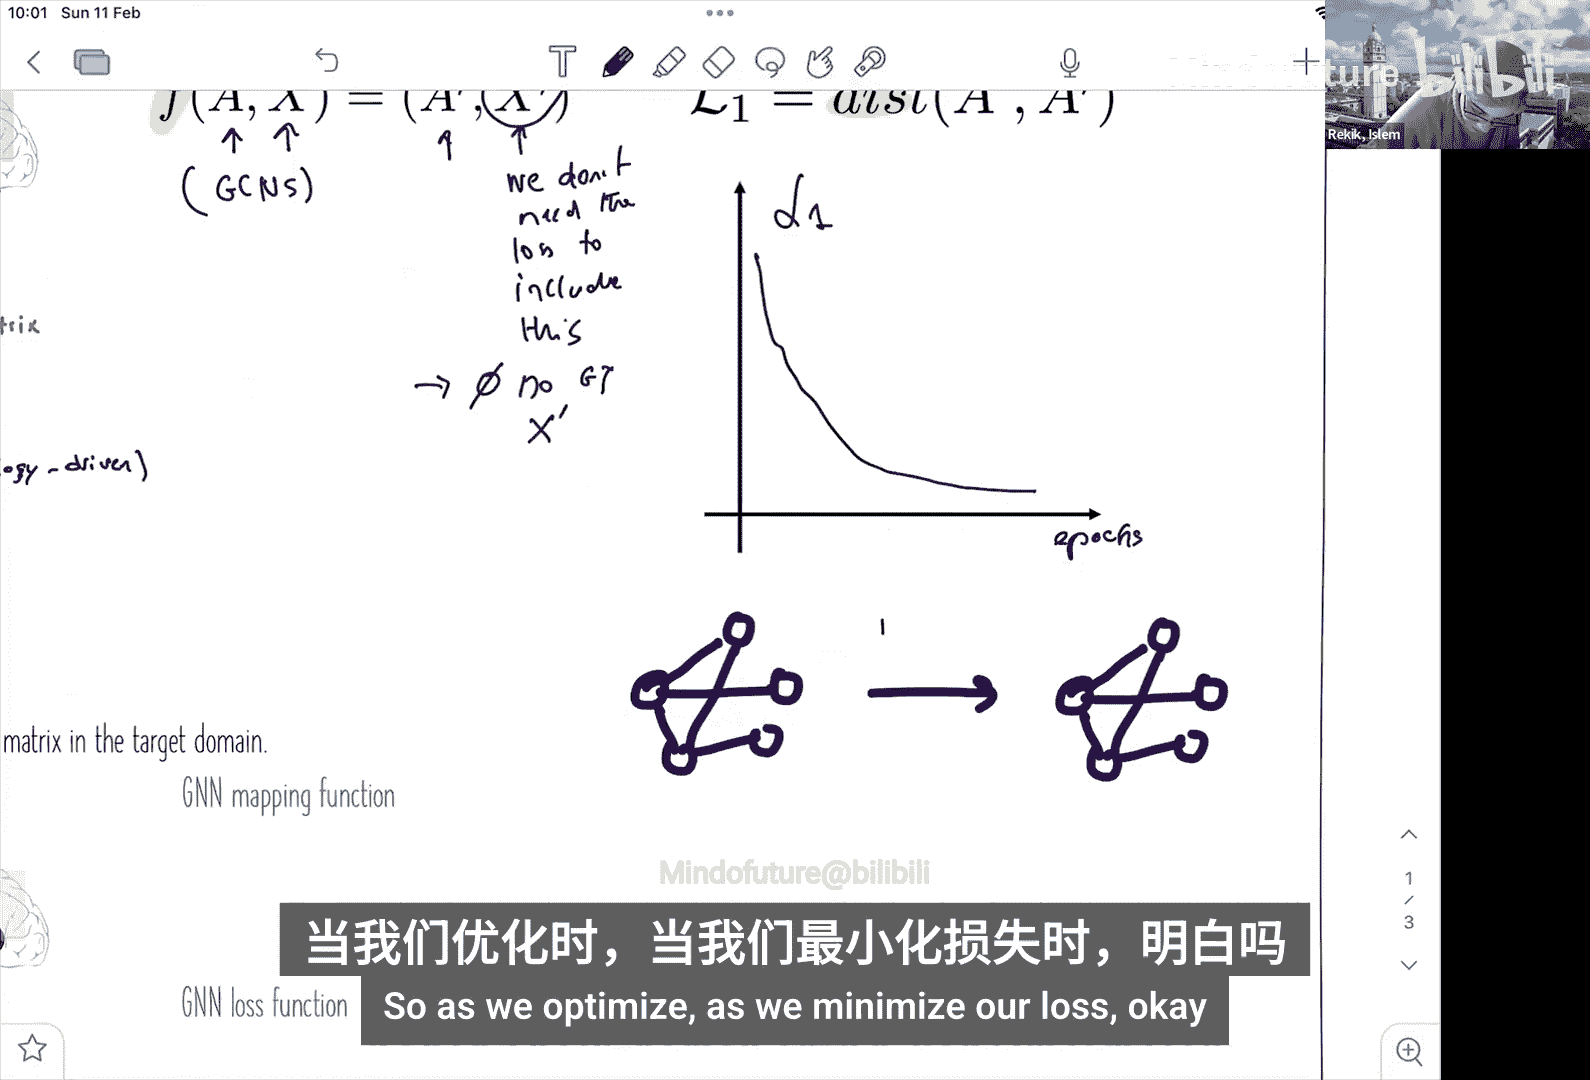 10:01 Sun 11 Feb
Mindofuture
bilibili
Rekik, Islem
f(A, X) = (A', X')
L₁ = dist(A , A')
(GCNs)
we don't
need the
loss to
include
this
→ ∅ no GT
X'
L1
epochs
trix
ogy-driven)
matrix in the target domain.
GNN mapping function
1
/
3
Mindofuture@bilibili
当我们优化时，当我们最小化损失时，明白吗
GNN loss function
So as we optimize, as we minimize our loss, okay